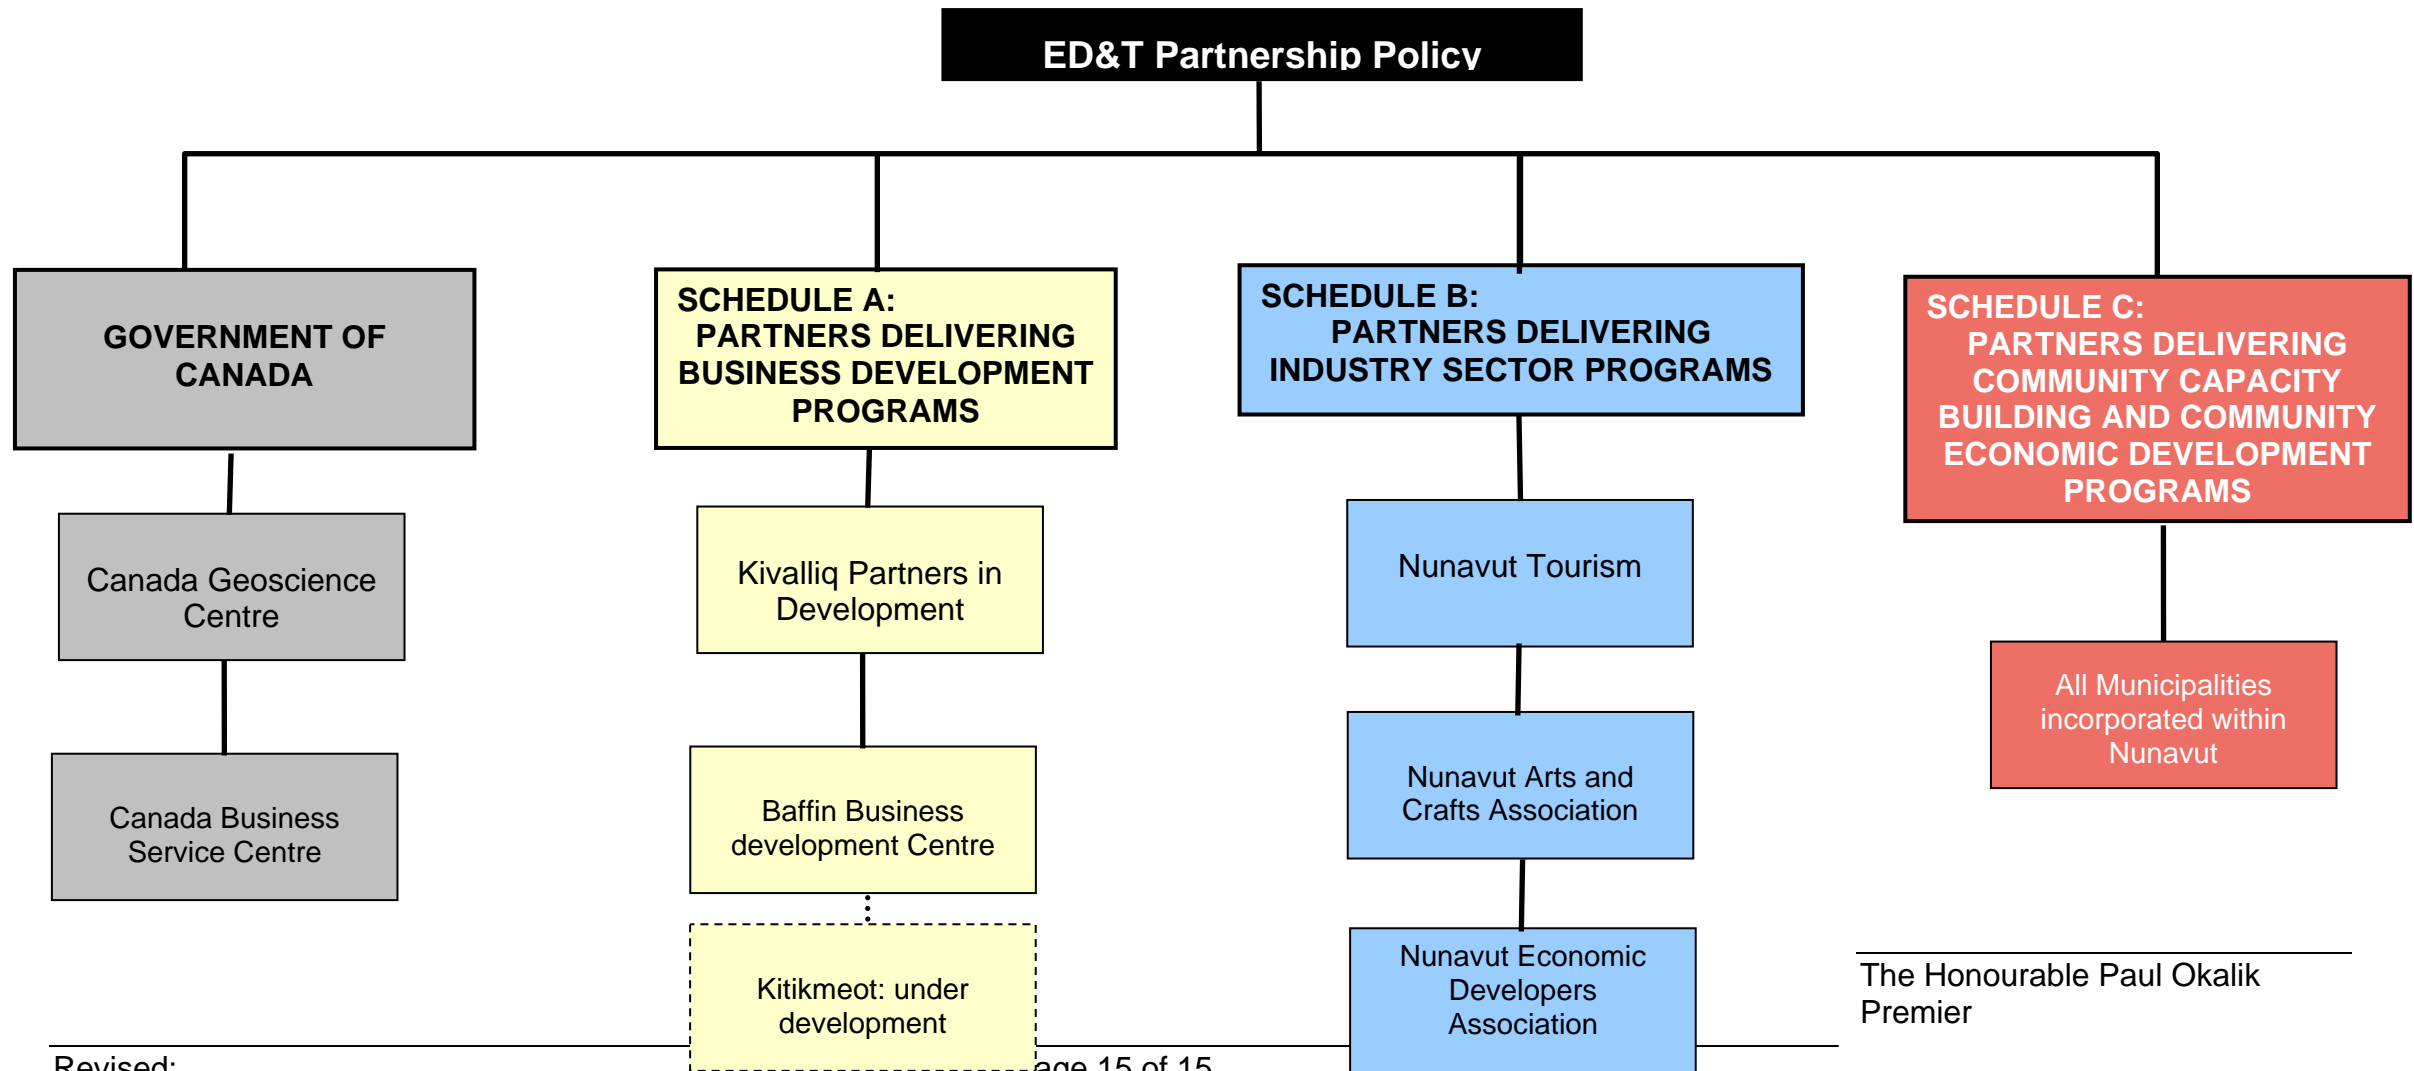 ED&T Partnership Policy
GOVERNMENT OF
CANADA
SCHEDULE A:
PARTNERS DELIVERING
BUSINESS DEVELOPMENT
PROGRAMS
SCHEDULE B:
PARTNERS DELIVERING
INDUSTRY SECTOR PROGRAMS
SCHEDULE C:
PARTNERS DELIVERING
COMMUNITY CAPACITY
BUILDING AND COMMUNITY
ECONOMIC DEVELOPMENT
PROGRAMS
Canada Geoscience
Centre
Kivalliq Partners in
Development
Nunavut Tourism
All Municipalities
incorporated within
Nunavut
Canada Business
Service Centre
Baffin Business
development Centre
Nunavut Arts and
Crafts Association
Kitikmeot: under
development
Nunavut Economic
Developers
Association
The Honourable Paul Okalik
Premier
Revised:
age 15 of 15